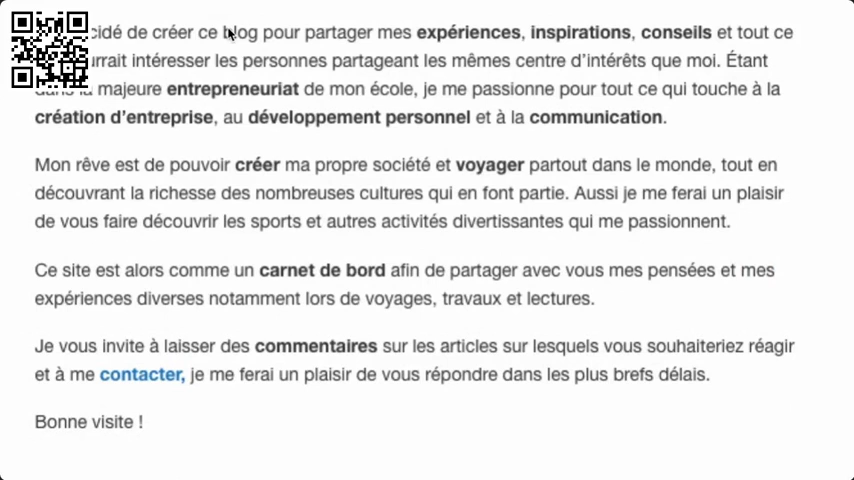 cidé de créer ce blog pour partager mes expériences, inspirations, conseils et tout ce
urrait intéresser les personnes partageant les mêmes centre d'intérêts que moi. Étant
dans la majeure entrepreneuriat de mon école, je me passionne pour tout ce qui touche à la
création d'entreprise, au développement personnel et à la communication.
Mon rêve est de pouvoir créer ma propre société et voyager partout dans le monde, tout en
découvrant la richesse des nombreuses cultures qui en font partie. Aussi je me ferai un plaisir
de vous faire découvrir les sports et autres activités divertissantes qui me passionnent.
Ce site est alors comme un carnet de bord afin de partager avec vous mes pensées et mes
expériences diverses notamment lors de voyages, travaux et lectures.
Je vous invite à laisser des commentaires sur les articles sur lesquels vous souhaiteriez réagir
et à me contacter, je me ferai un plaisir de vous répondre dans les plus brefs délais.
Bonne visite !